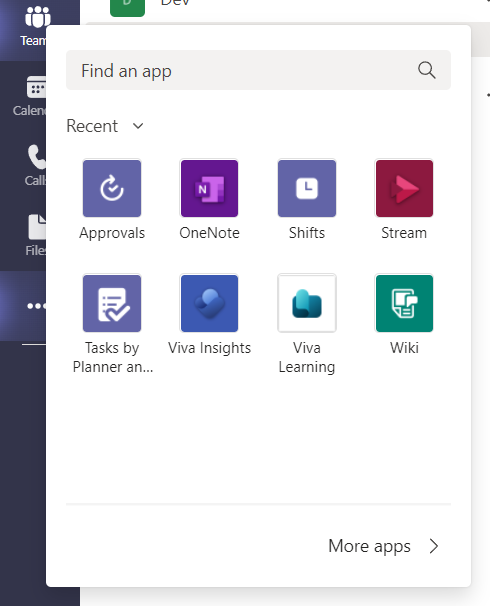 Dev
Team
Find an app
Calen
Recent
Call
Approvals
OneNote
Shifts
Stream
Files
Tasks by
Planner an...
Viva Insights
Viva
Learning
Wiki
More apps